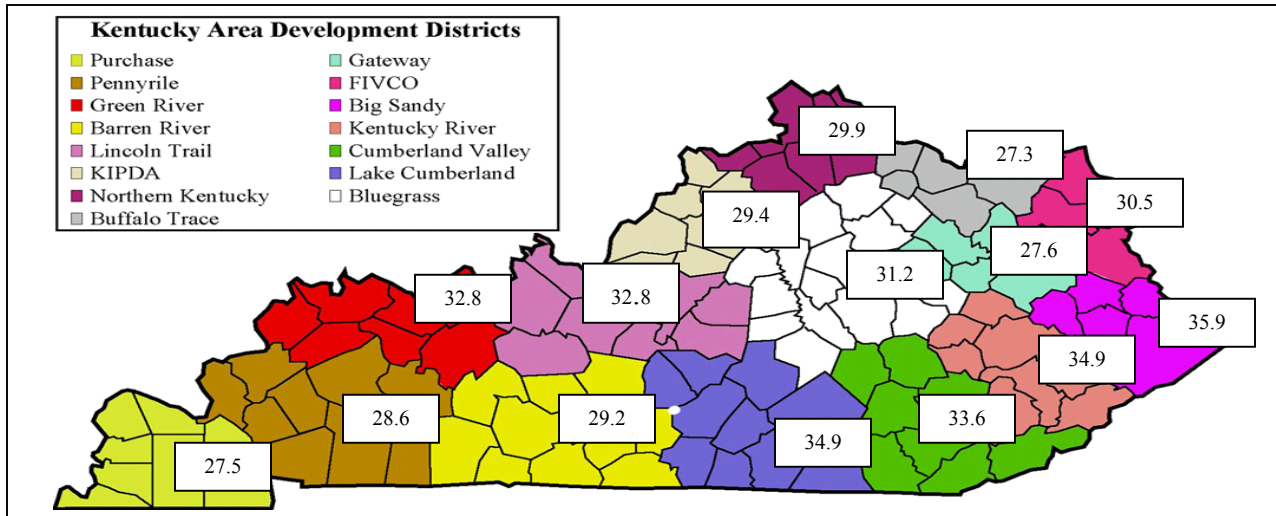 Kentucky Area Development Districts
Purchase
Pennyrile
Green River
Barren River
Lincoln Trail
KIPDA
Northern Kentucky
Buffalo Trace
Gateway
FIVCO
Big Sandy
Kentucky River
Cumberland Valley
Lake Cumberland
Bluegrass
29.9
27.3
30.5
29.4
27.6
31.2
32.8
32.8
35.9
34.9
28.6
29.2
33.6
34.9
27.5